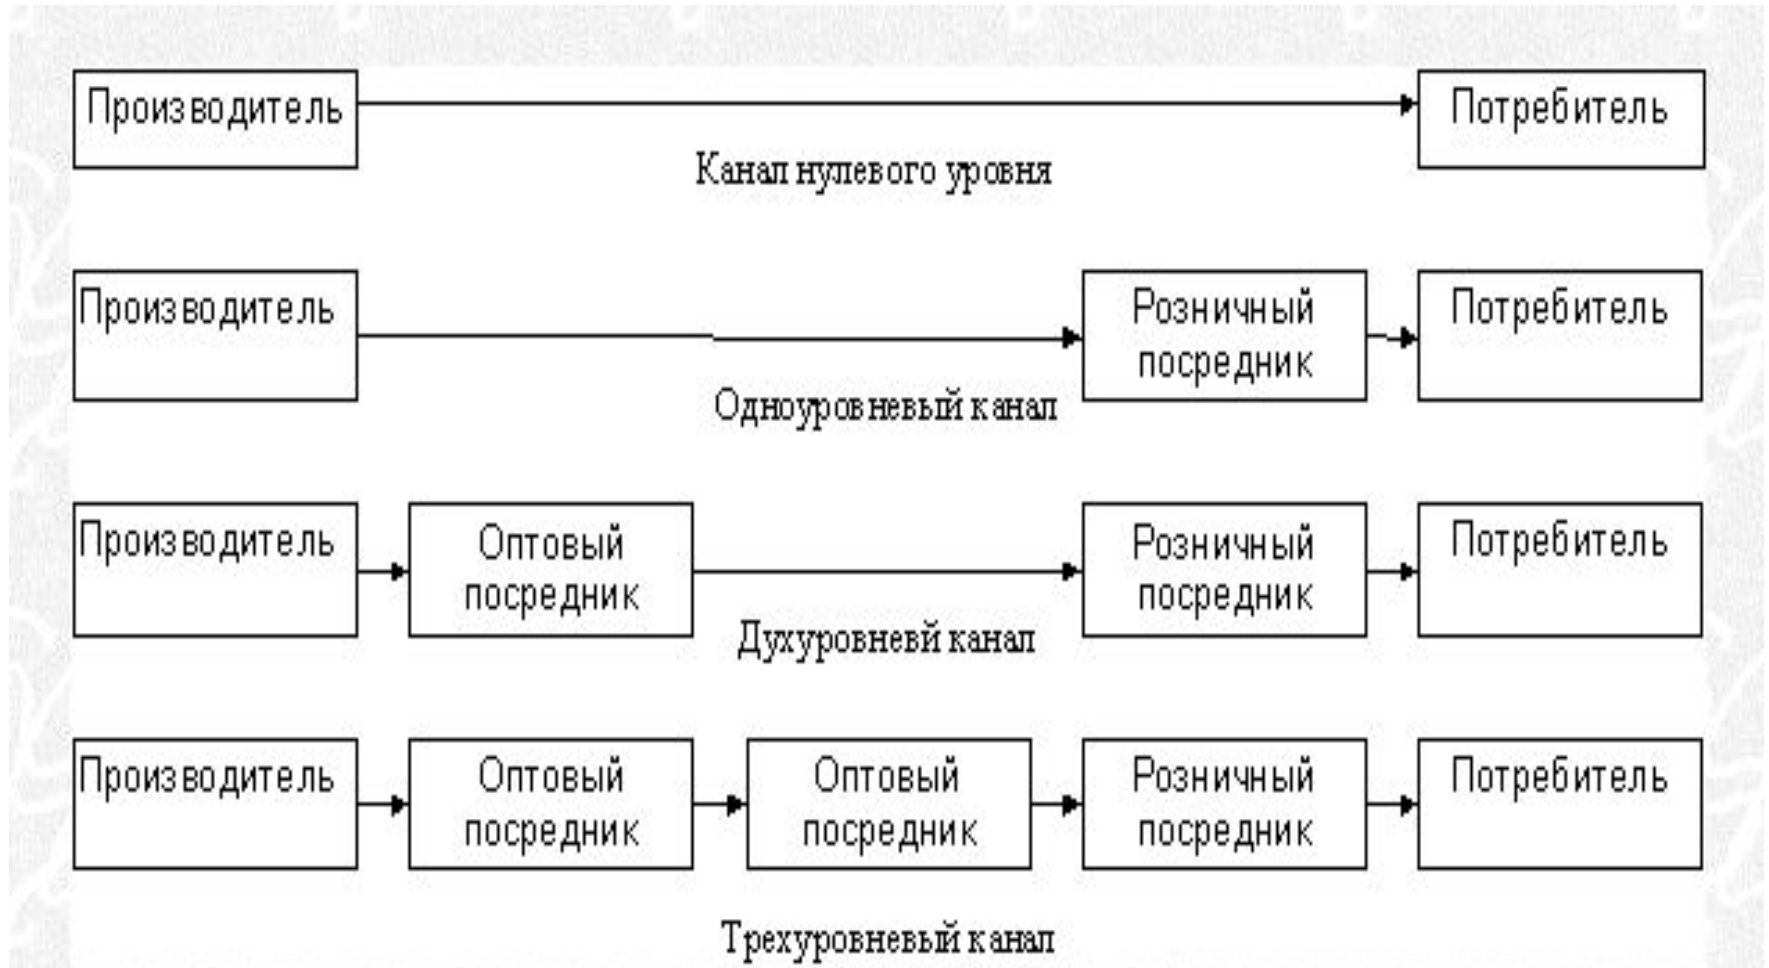 Производитель
Потребитель
Канал нулевого уровня
Производитель
Розничный
посредник
Потребитель
Одноуровневый канал
Производитель
Оптовый
посредник
Розничный
посредник
Потребитель
Духуровневй канал
Производитель
Оптовый
посредник
Оптовый
посредник
Розничный
посредник
Потребитель
Трехуровневый канал